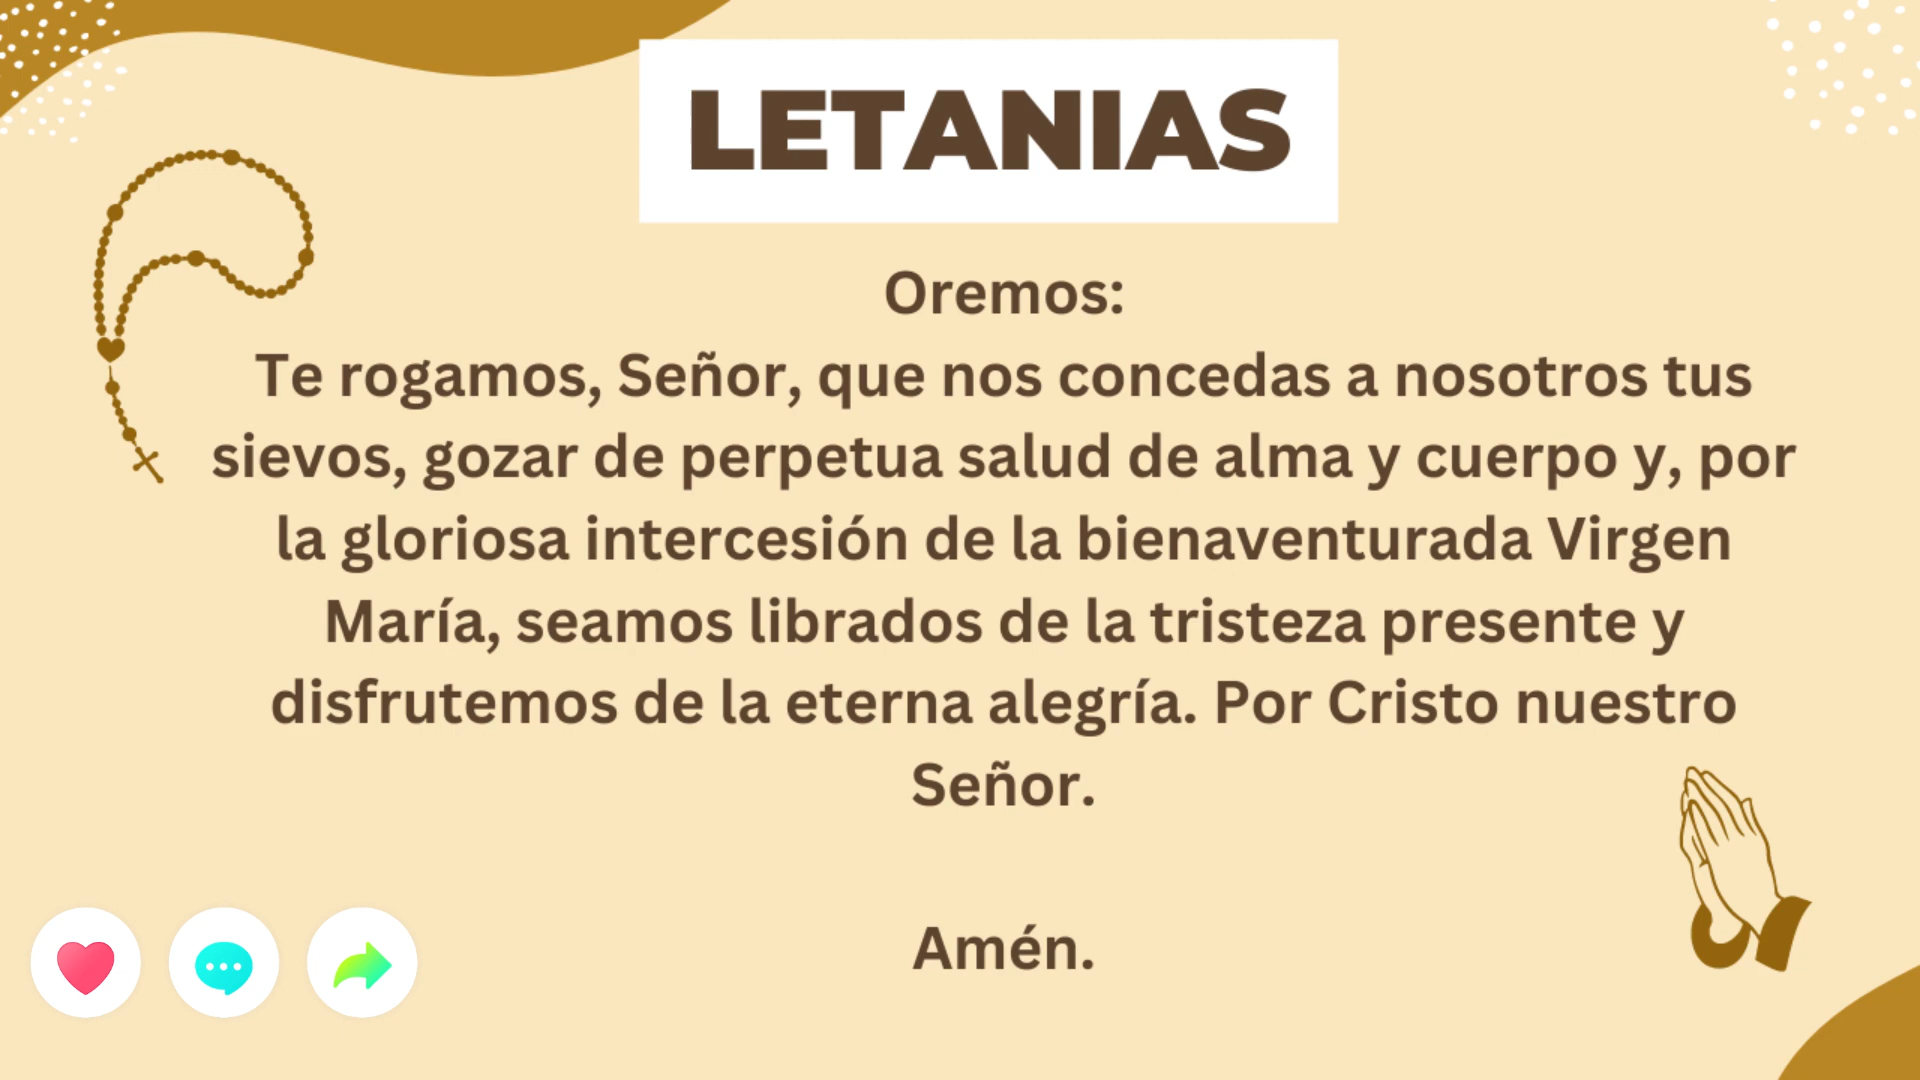 LETANIAS
Oremos:
Te rogamos, Señor, que nos concedas a nosotros tus
sievos, gozar de perpetua salud de alma y cuerpo y, por
la gloriosa intercesión de la bienaventurada Virgen
María, seamos librados de la tristeza presente y
disfrutemos de la eterna alegría. Por Cristo nuestro
Señor.
Amén.